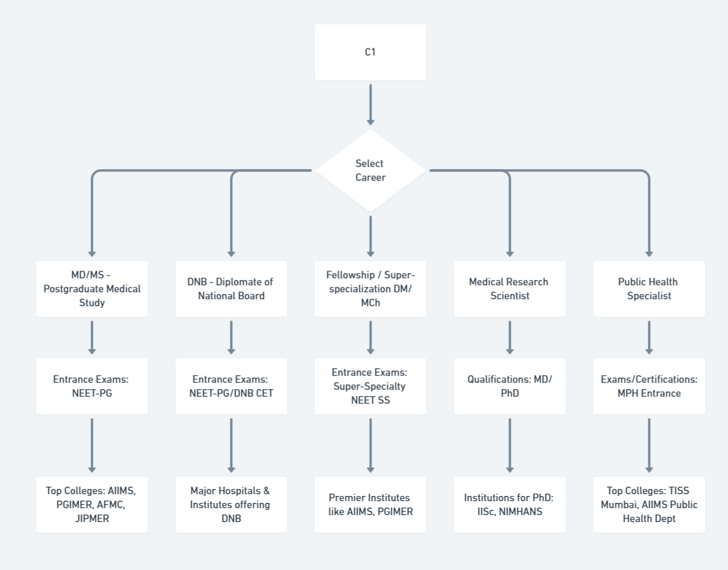 C1
Select
Career
MD/MS -
Postgraduate Medical
Study
DNB - Diplomate of
National Board
Fellowship / Super-
specialization DM/
MCh
Medical Research
Scientist
Public Health
Specialist
Entrance Exams:
NEET-PG
Entrance Exams:
NEET-PG/DNB CET
Entrance Exams:
Super-Specialty
NEET SS
Qualifications: MD/
PhD
Exams/Certifications:
MPH Entrance
Top Colleges: AIIMS,
PGIMER, AFMC,
JIPMER
Major Hospitals &
Institutes offering
DNB
Premier Institutes
like AIIMS, PGIMER
Institutions for PhD:
IISc, NIMHANS
Top Colleges: TISS
Mumbai, AIIMS Public
Health Dept